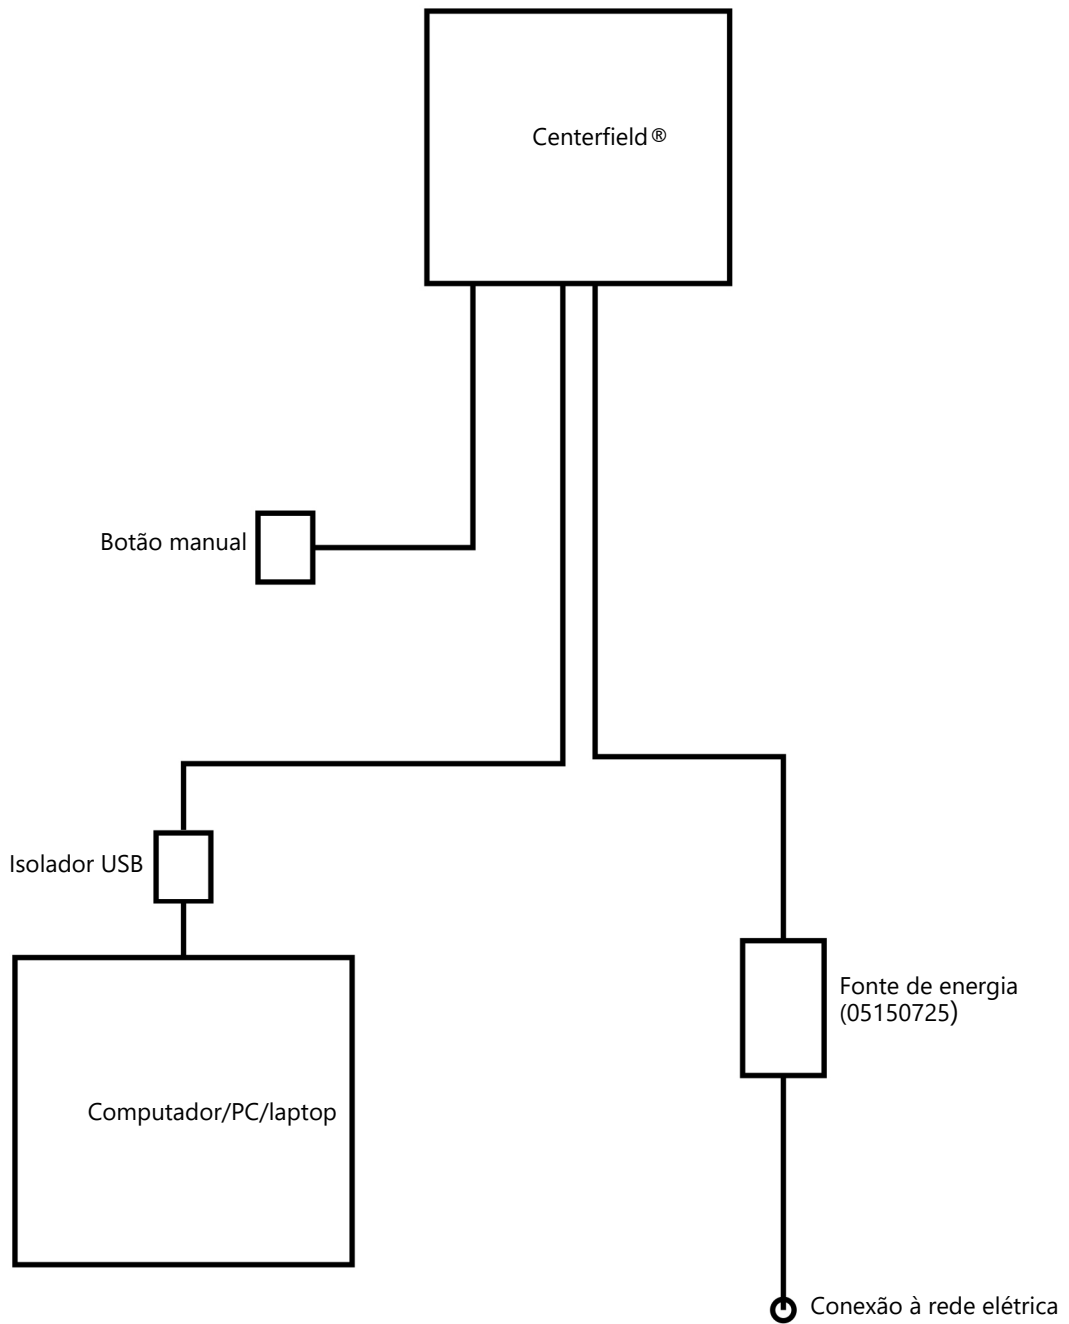 Centerfield®
Botão manual
Isolador USB
Fonte de energia
(05150725)
Computador/PC/laptop
Conexão à rede elétrica